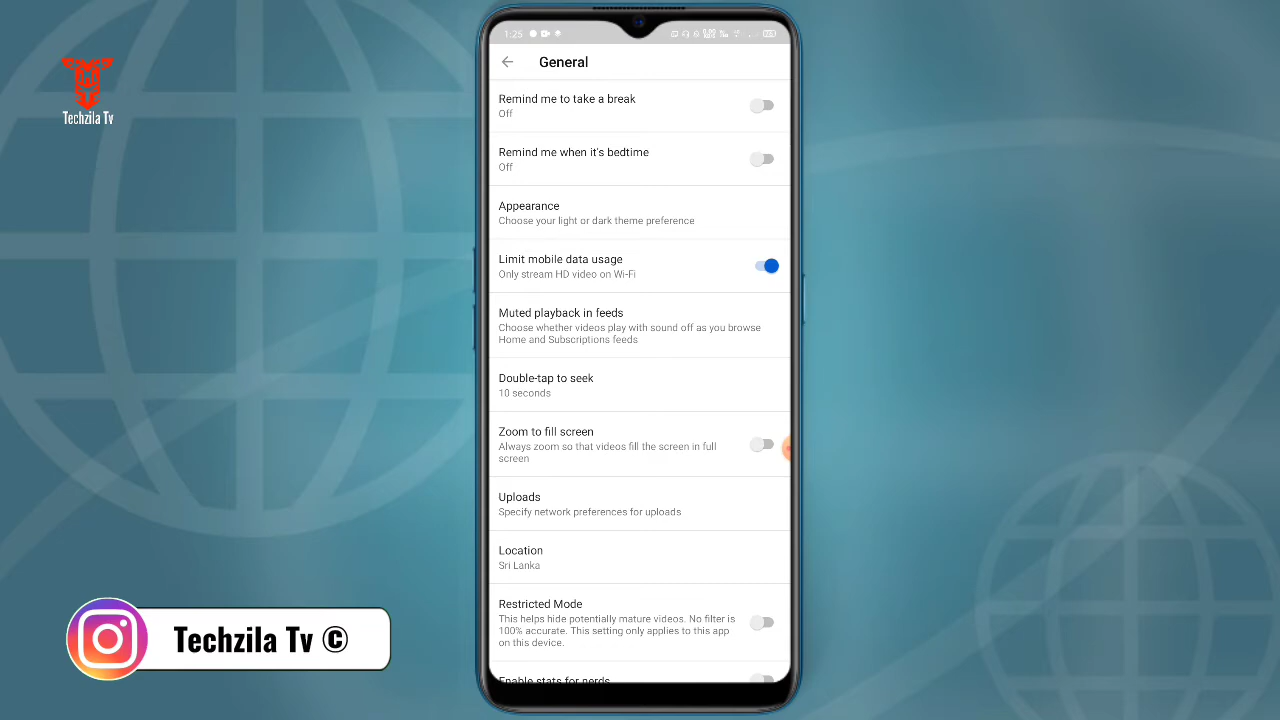 Techzila Tv
1:25
General
Remind me to take a break
Off
Remind me when it's bedtime
Off
Appearance
Choose your light or dark theme preference
Limit mobile data usage
Only stream HD video on Wi-Fi
Muted playback in feeds
Choose whether videos play with sound off as you browse
Home and Subscriptions feeds
Double-tap to seek
10 seconds
Zoom to fill screen
Always zoom so that videos fill the screen in full
screen
Uploads
Specify network preferences for uploads
Location
Sri Lanka
Restricted Mode
This helps hide potentially mature videos. No filter is
100% accurate. This setting only applies to this app
on this device.
Enable stats for nerds
Techzila Tv ©